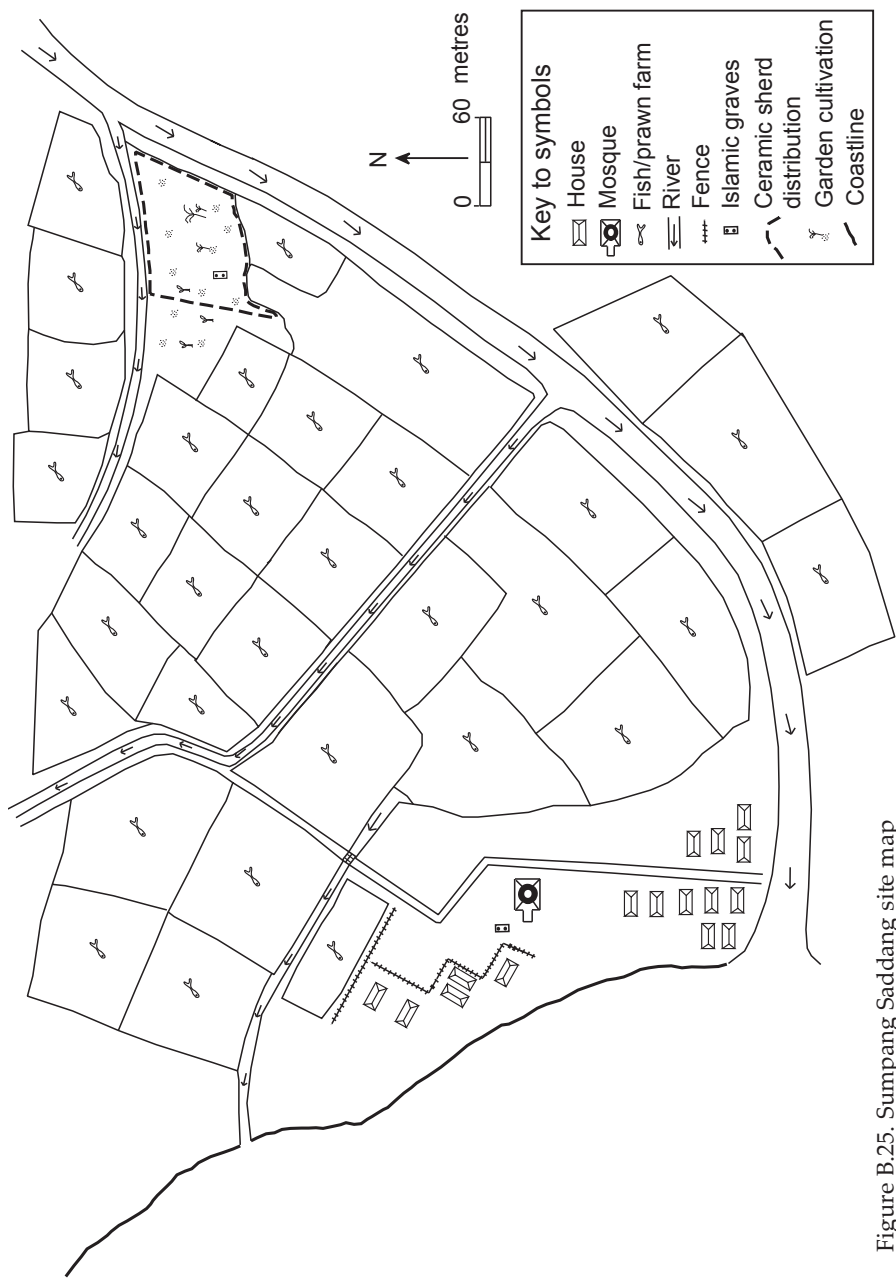 N
0 60 metres
Key to symbols
House
Mosque
Fish/prawn farm
River
Fence
Islamic graves
Ceramic sherd
distribution
Garden cultivation
Coastline
Figure B.25. Sumpang Saddang site map